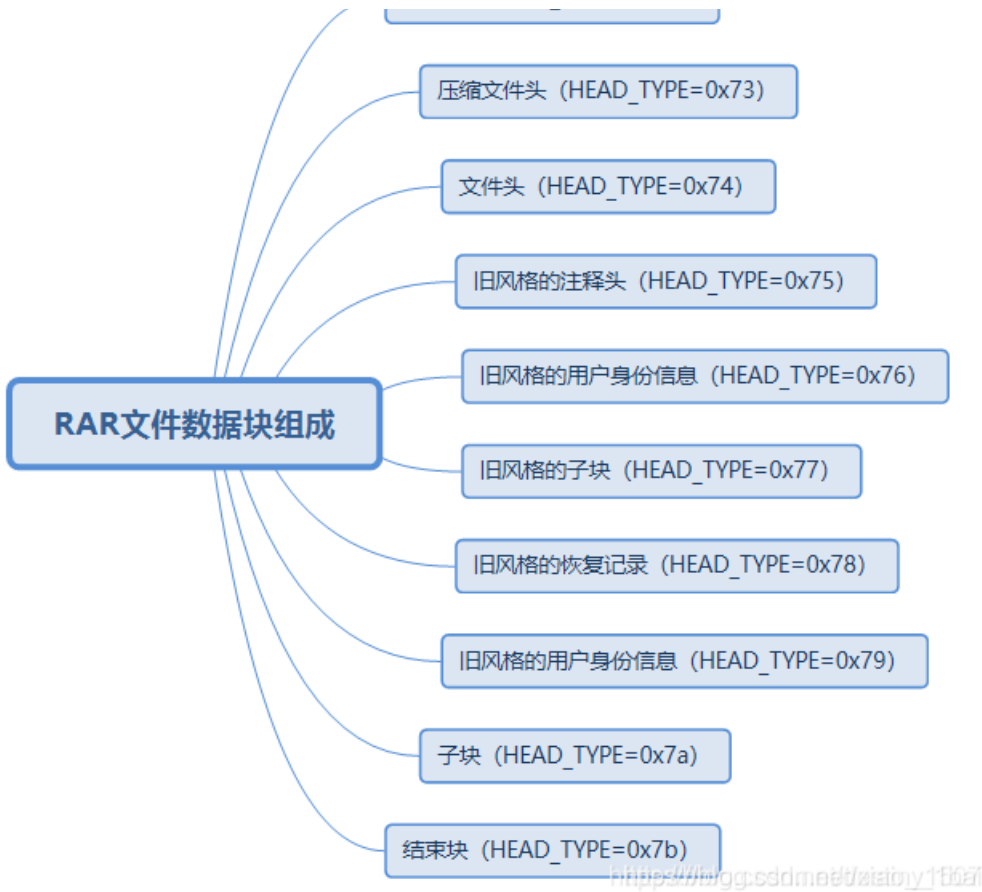 压缩文件头（HEAD_TYPE=0x73）
文件头（HEAD_TYPE=0x74）
旧风格的注释头（HEAD_TYPE=0x75）
旧风格的用户身份信息（HEAD_TYPE=0x76）
RAR文件数据块组成
旧风格的子块（HEAD_TYPE=0x77）
旧风格的恢复记录（HEAD_TYPE=0x78）
旧风格的用户身份信息（HEAD_TYPE=0x79）
子块（HEAD_TYPE=0x7a）
结束块（HEAD_TYPE=0x7b）